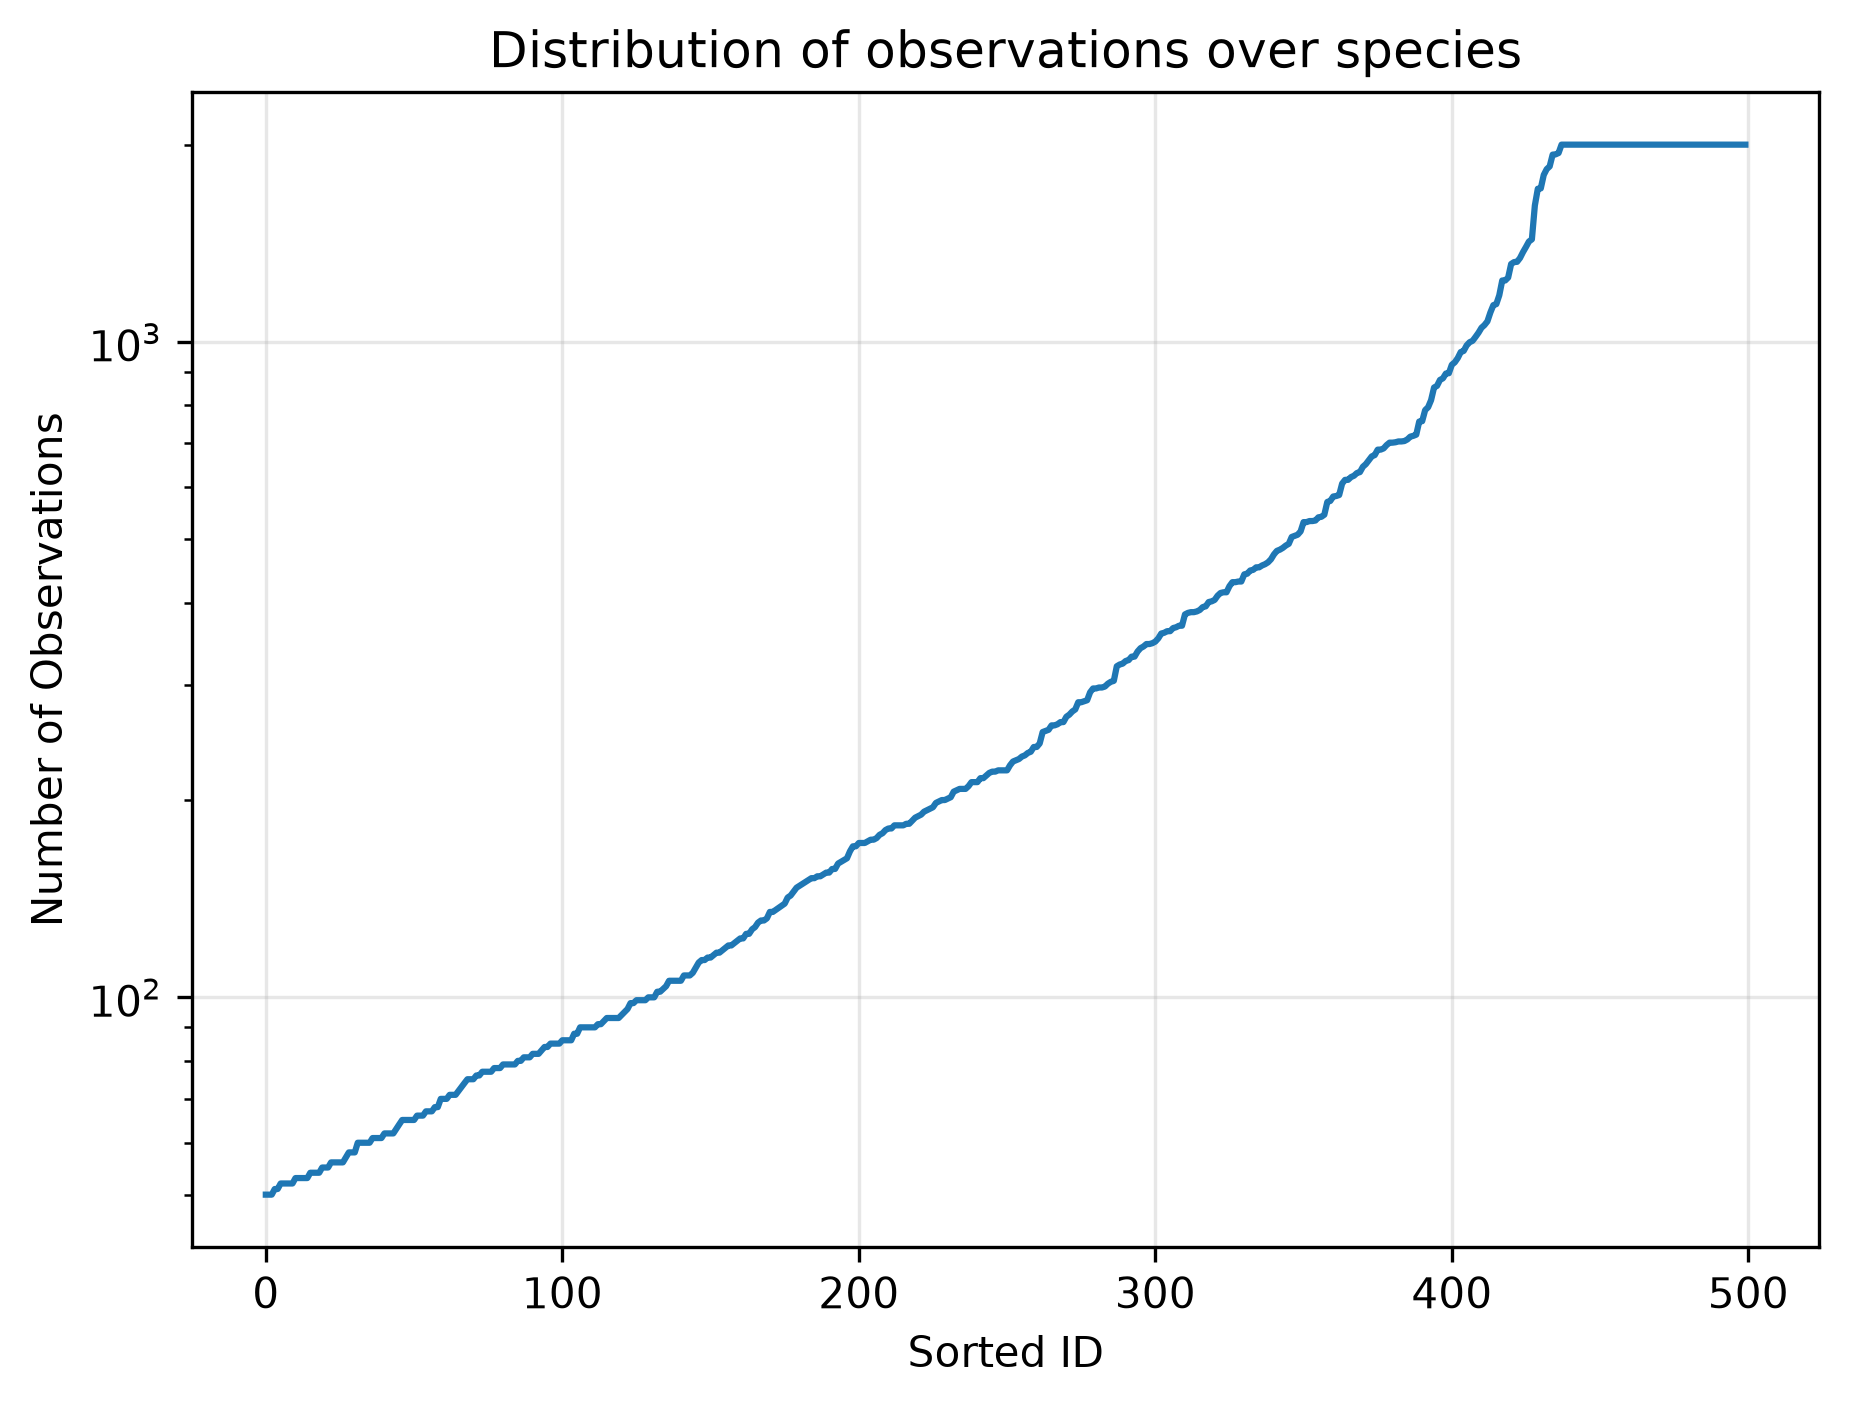 Distribution of observations over species
Number of Observations
10³
10²
0 100 200 300 400 500
Sorted ID